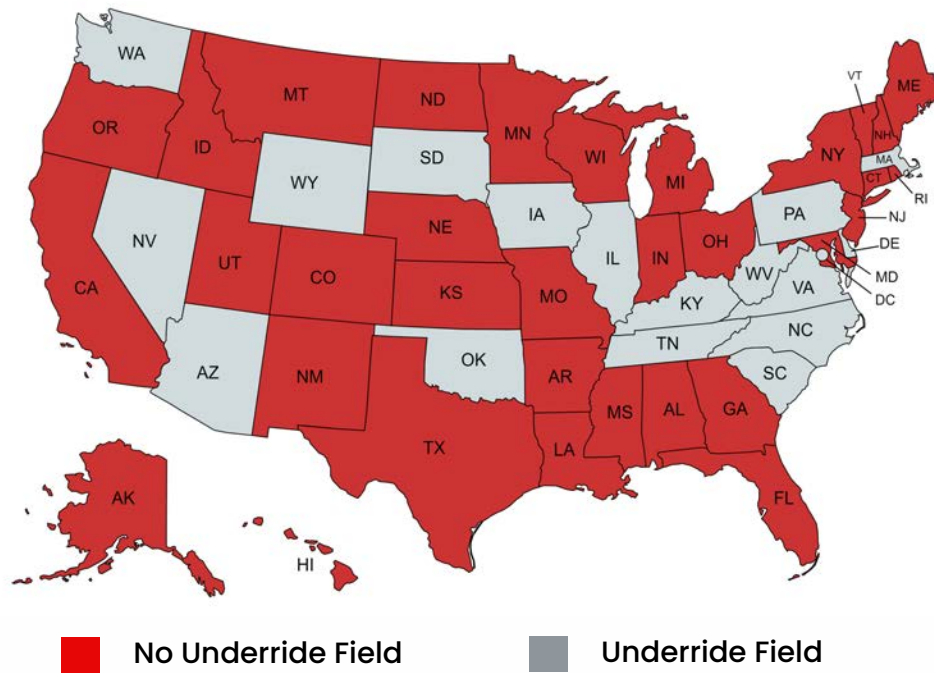 WA
MT
ND
MN
OR
ID
WI
SD
WY
MI
ME
VT
NH
NY
MA
CT
RI
NV
NE
IA
PA
NJ
UT
CO
IL
IN
OH
DE
WV
MD
CA
KS
MO
KY
VA
DC
AZ
NM
OK
TN
NC
AR
SC
TX
LA
MS
AL
GA
AK
HI
FL
No Underride Field
Underride Field